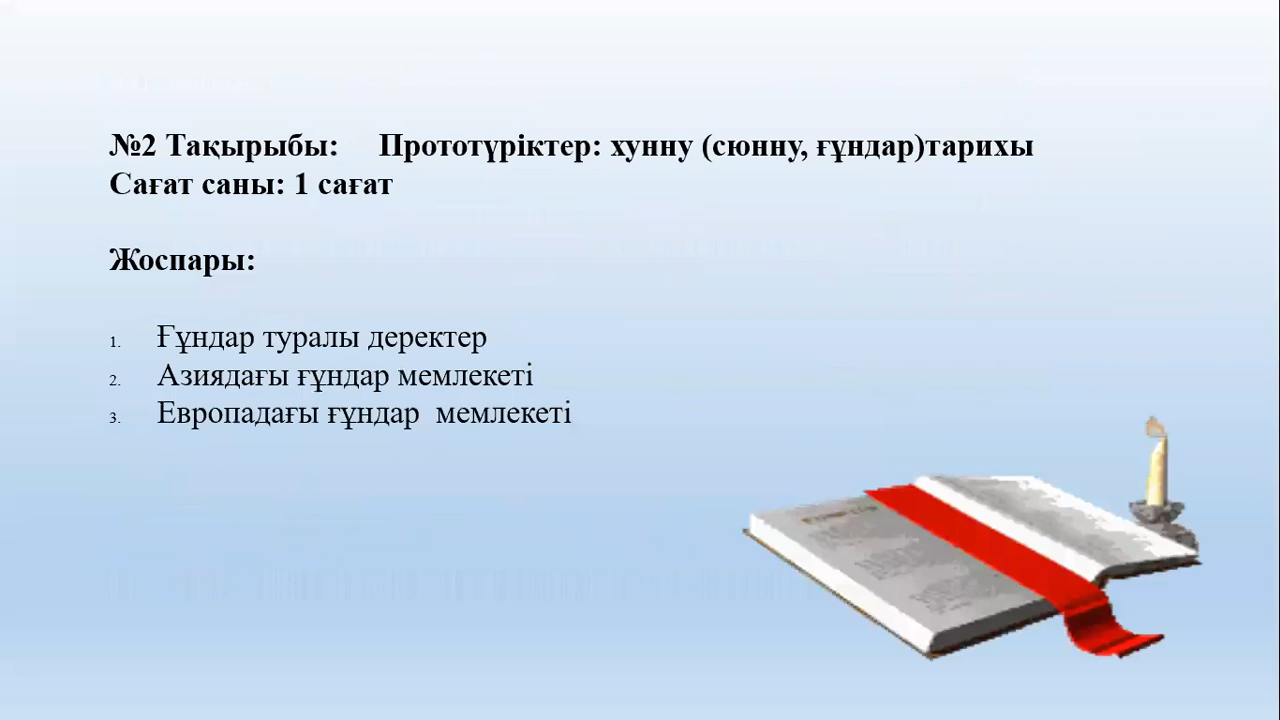 №2 Тақырыбы: Прототүріктер: хунну (сюнну, ғұндар)тарихы
Сағат саны: 1 сағат
Жоспары:
1. Ғұндар туралы деректер
2. Азиядағы ғұндар мемлекеті
3. Европадағы ғұндар мемлекеті